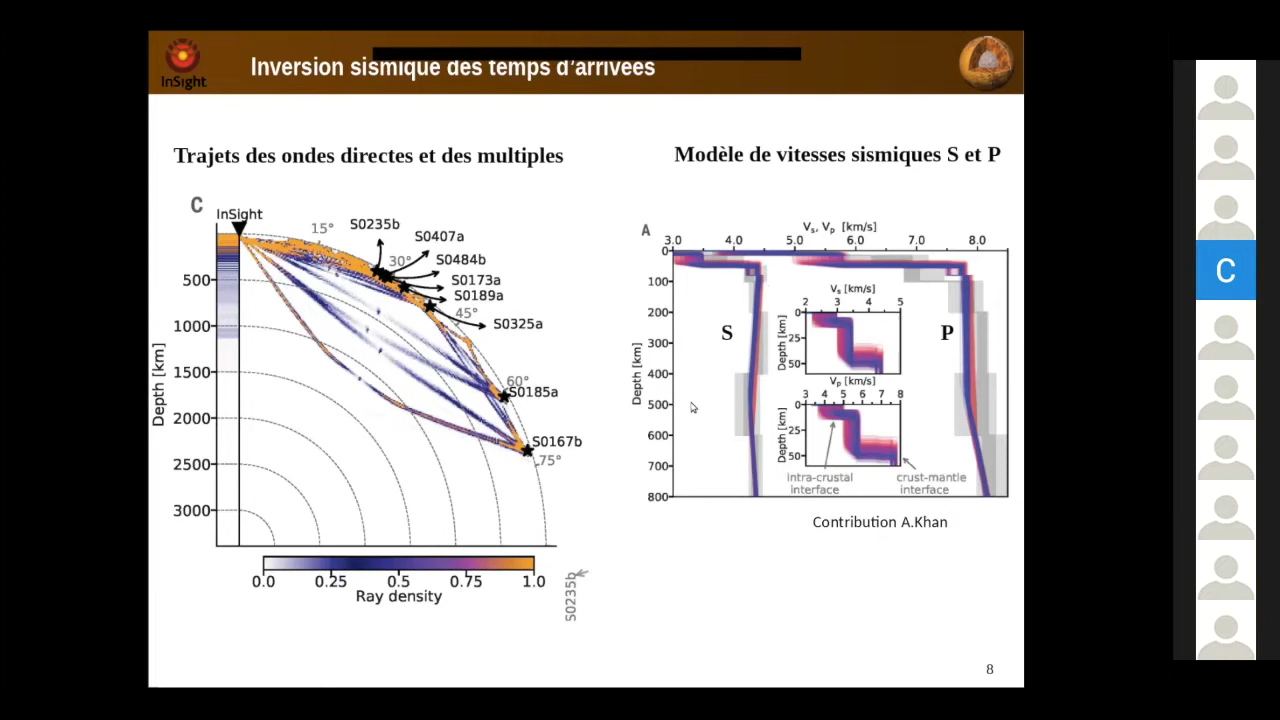 Inversion sismique des temps d’arrivées
InSight
Trajets des ondes directes et des multiples
Modèle de vitesses sismiques S et P
C
InSight
15°
S0235b
S0407a
30°
S0484b
S0173a
S0189a
45°
S0325a
60°
S0185a
S0167b
75°
Depth [km]
500
1000
1500
2000
2500
3000
0.0 0.25 0.5 0.75 1.0
Ray density
S0235b
A
Vs, Vp [km/s]
3.0 4.0 5.0 6.0 7.0 8.0
Depth [km]
0
100
200
300
400
500
600
700
800
S
P
Vs [km/s]
2 3 4 5
Depth [km]
0
25
50
Vp [km/s]
3 4 5 6 7 8
Depth [km]
0
25
50
intra-crustal
interface
crust-mantle
interface
Contribution A.Khan
8
C